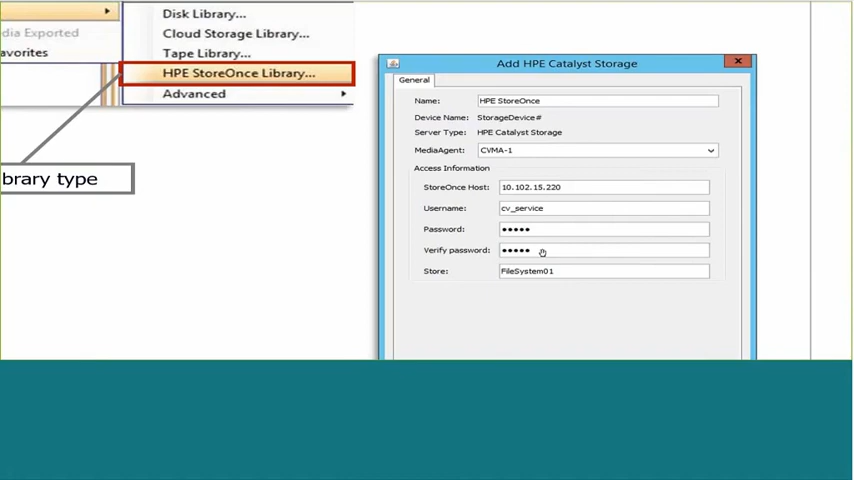 Disk Library...
edia Exported
Cloud Storage Library...
avorites
Tape Library...
HPE StoreOnce Library...
Advanced
ibrary type
Add HPE Catalyst Storage
General
Name: HPE StoreOnce
Device Name: StorageDevice#
Server Type: HPE Catalyst Storage
MediaAgent: CVMA-1
Access Information
StoreOnce Host: 10.102.15.220
Username: cv_service
Password: •••••
Verify password: •••••
Store: FileSystem01